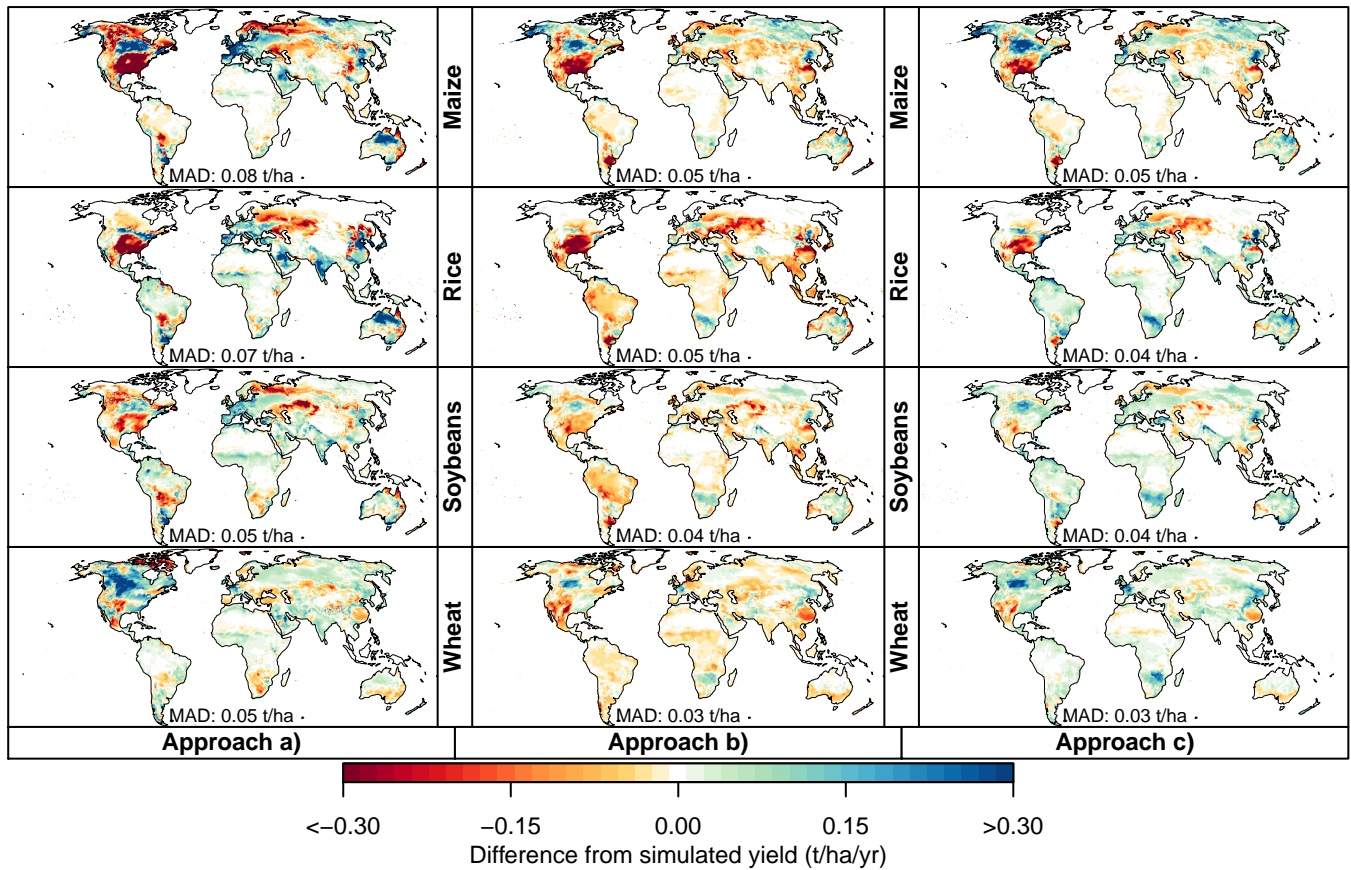 MAD: 0.08 t/ha
Maize
MAD: 0.05 t/ha
Maize
MAD: 0.05 t/ha
MAD: 0.07 t/ha
Rice
MAD: 0.05 t/ha
Rice
MAD: 0.04 t/ha
MAD: 0.05 t/ha
Soybeans
MAD: 0.04 t/ha
Soybeans
MAD: 0.04 t/ha
MAD: 0.05 t/ha
Wheat
MAD: 0.03 t/ha
Wheat
MAD: 0.03 t/ha
Approach a)
Approach b)
Approach c)
<−0.30 −0.15 0.00 0.15 >0.30
Difference from simulated yield (t/ha/yr)